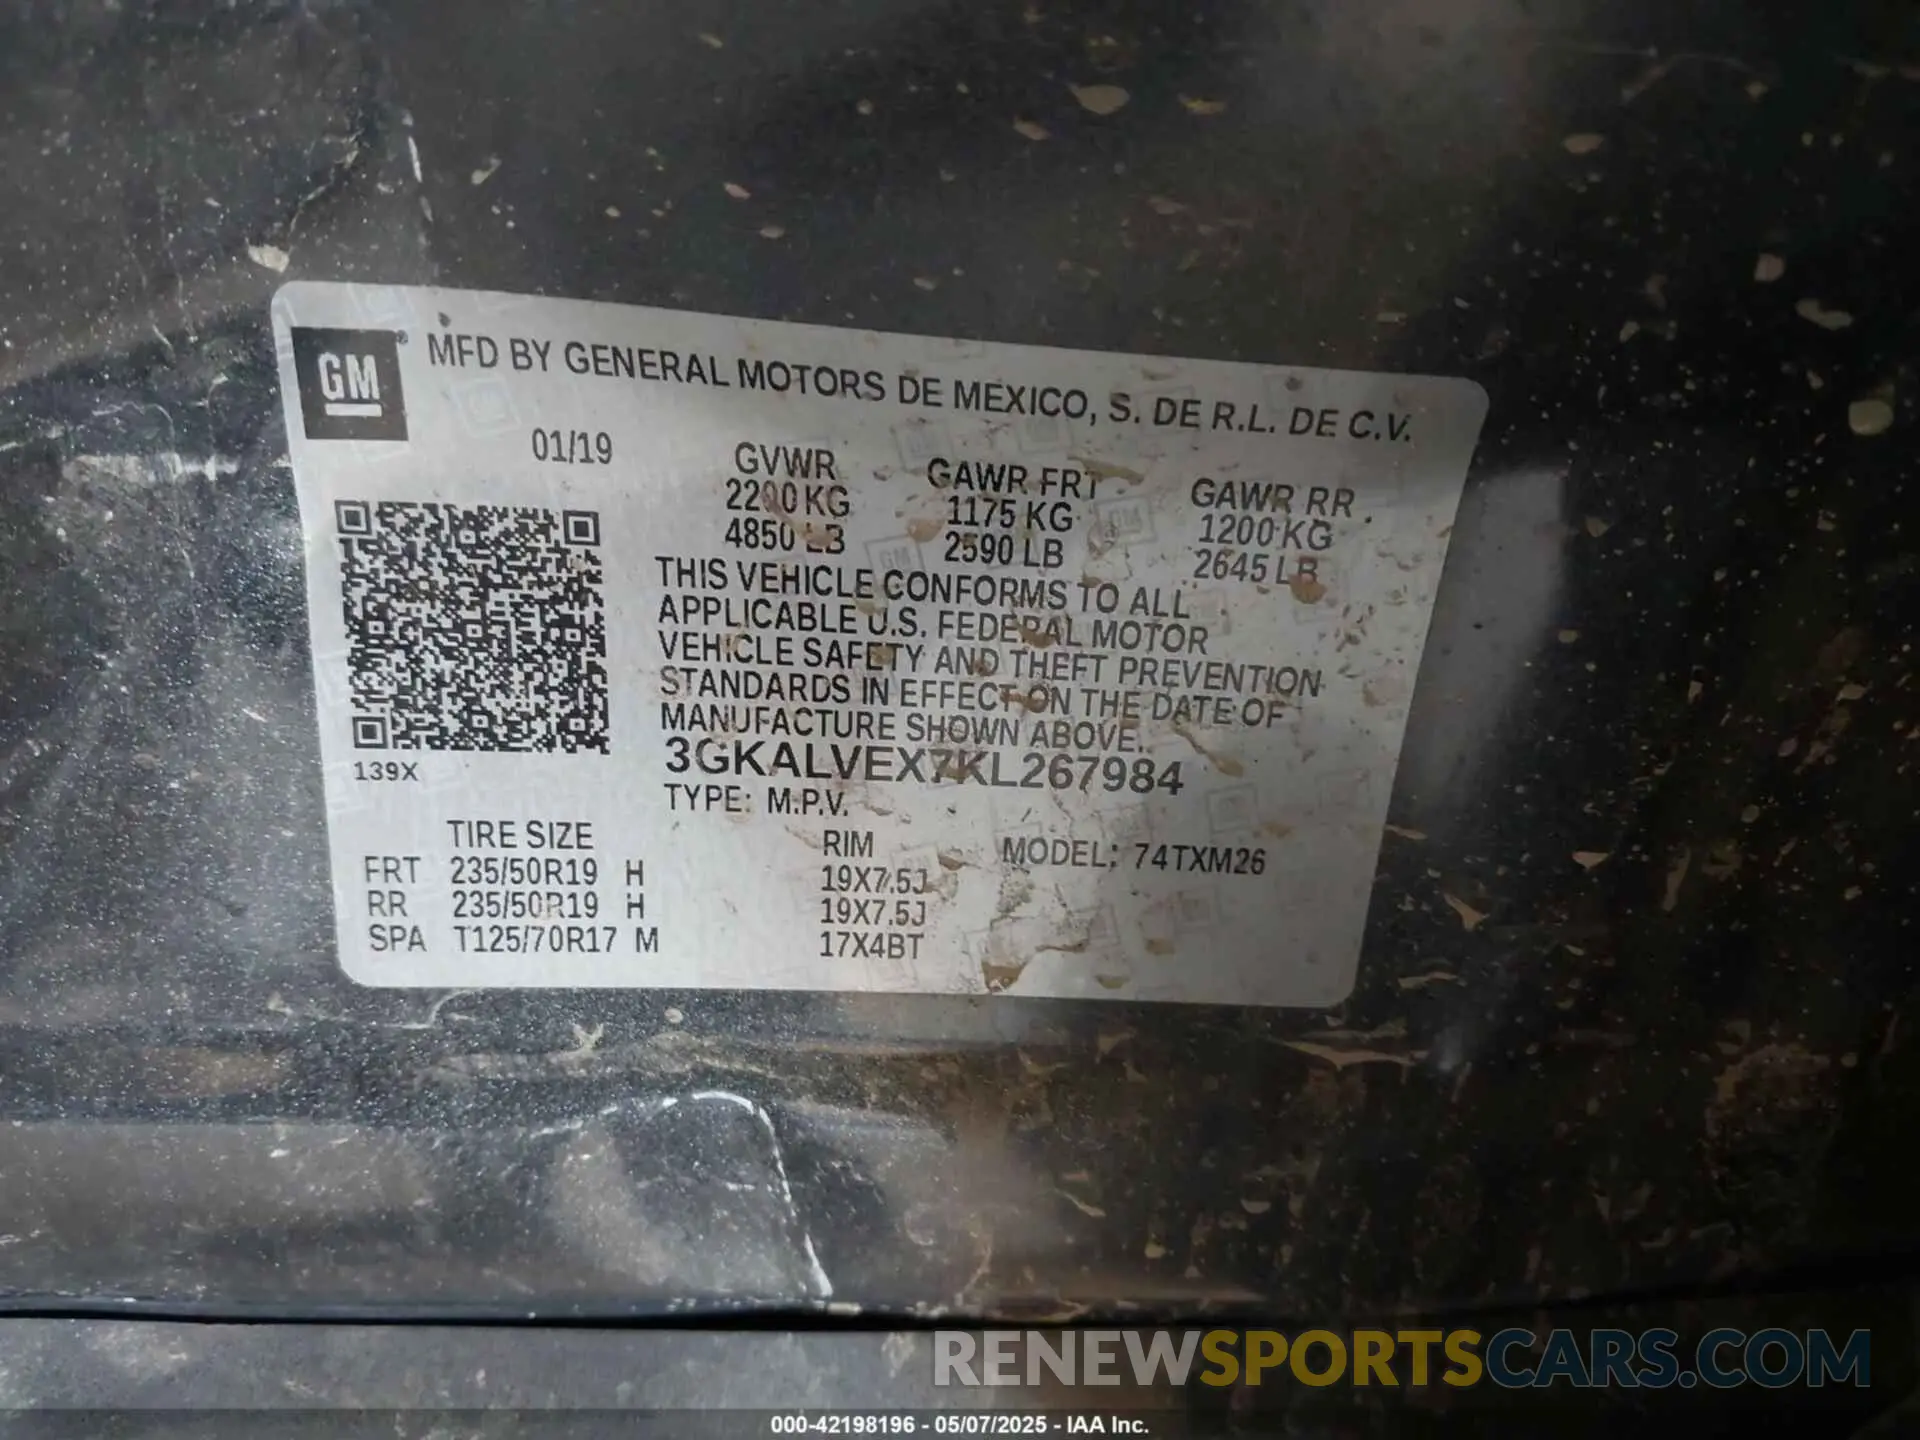 GM® MFD BY GENERAL MOTORS DE MEXICO, S. DE R.L. DE C.V.
01/19
GVWR GAWR FRT GAWR RR
2200 KG 1175 KG 1200 KG
4850 LB 2590 LB 2645 LB
THIS VEHICLE CONFORMS TO ALL
APPLICABLE U.S. FEDERAL MOTOR
VEHICLE SAFETY AND THEFT PREVENTION
STANDARDS IN EFFECT ON THE DATE OF
MANUFACTURE SHOWN ABOVE.
3GKALVEX7KL267984
139X
TYPE: M.P.V.
TIRE SIZE RIM MODEL: 74TXM26
FRT 235/50R19 H 19X7.5J
RR 235/50R19 H 19X7.5J
SPA T125/70R17 M 17X4BT
RENEWSPORTSCARS.COM
000-42198196 - 05/07/2025 - IAA Inc.